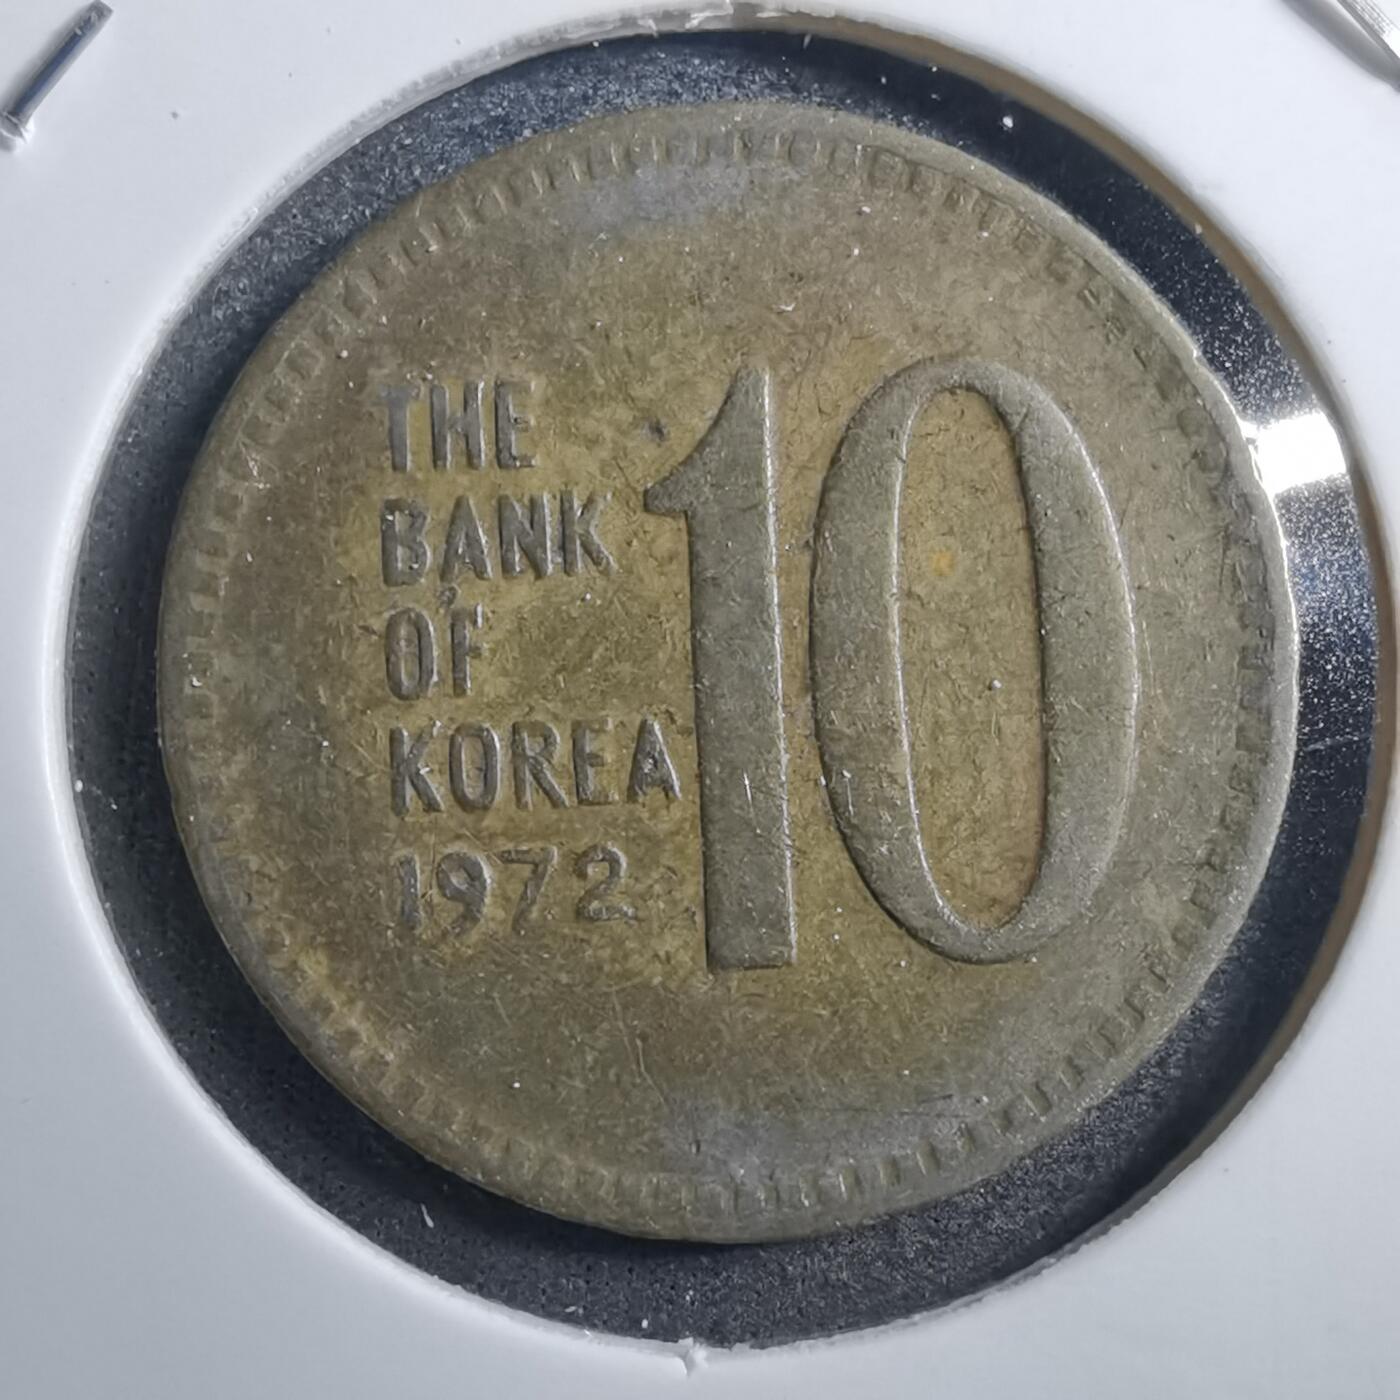 THE
BANK
OF
KOREA
1972
10